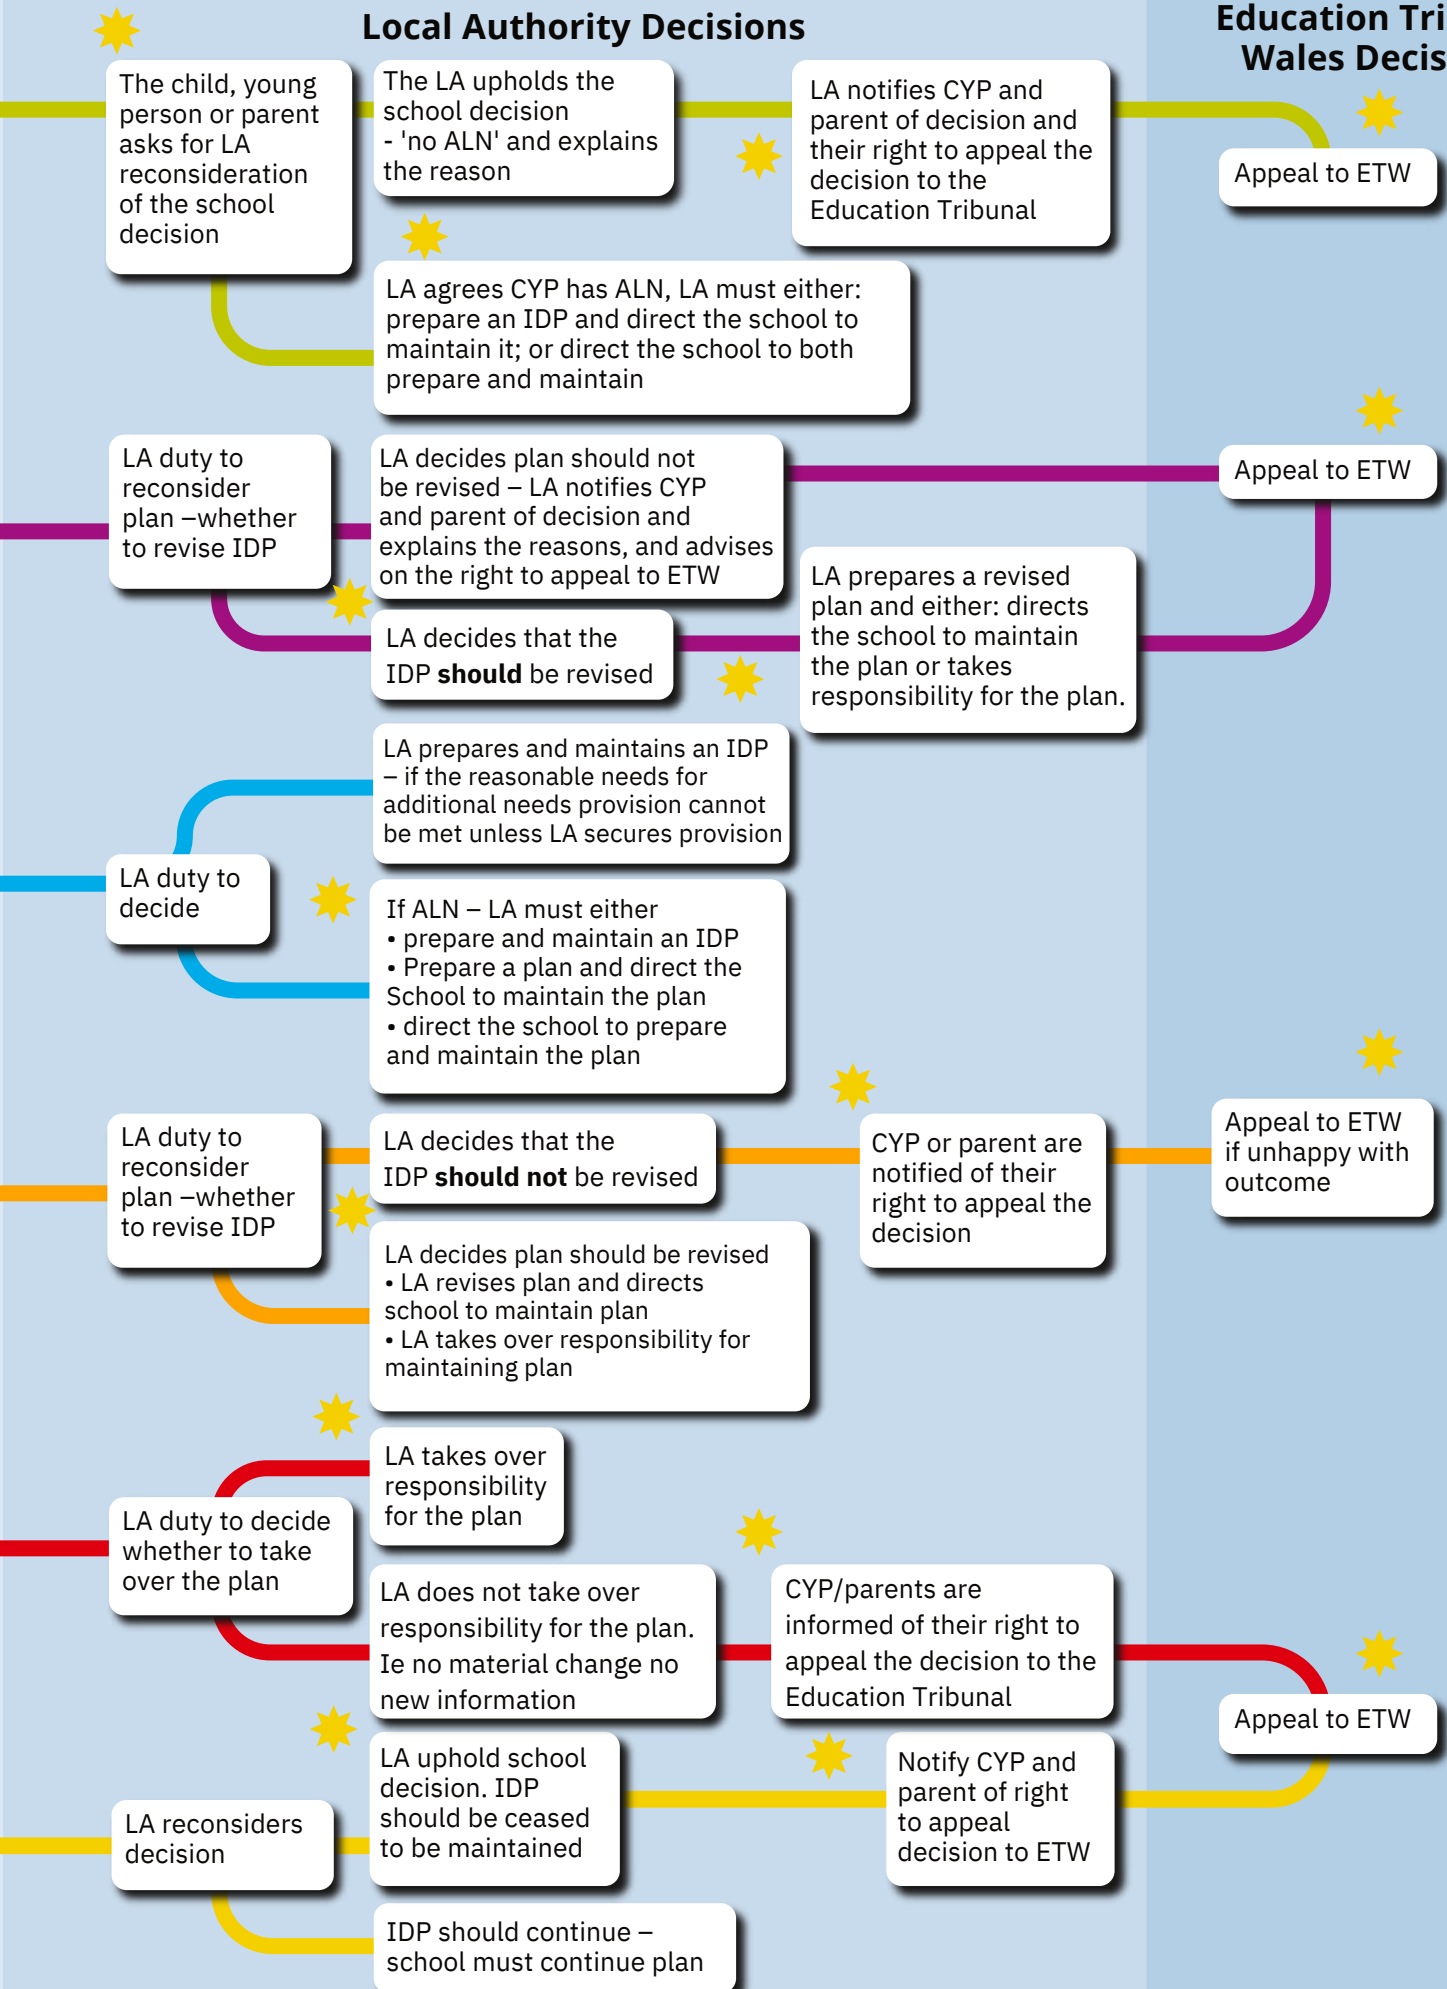 Local Authority Decisions
Education Tri
Wales Decis
The child, young
person or parent
asks for LA
reconsideration
of the school
decision
The LA upholds the
school decision
- 'no ALN' and explains
the reason
LA notifies CYP and
parent of decision and
their right to appeal the
decision to the
Education Tribunal
Appeal to ETW
LA agrees CYP has ALN, LA must either:
prepare an IDP and direct the school to
maintain it; or direct the school to both
prepare and maintain
LA duty to
reconsider
plan –whether
to revise IDP
LA decides plan should not
be revised – LA notifies CYP
and parent of decision and
explains the reasons, and advises
on the right to appeal to ETW
Appeal to ETW
LA decides that the
IDP should be revised
LA prepares a revised
plan and either: directs
the school to maintain
the plan or takes
responsibility for the plan.
LA duty to
decide
LA prepares and maintains an IDP
– if the reasonable needs for
additional needs provision cannot
be met unless LA secures provision
If ALN – LA must either
• prepare and maintain an IDP
• Prepare a plan and direct the
School to maintain the plan
• direct the school to prepare
and maintain the plan
LA duty to
reconsider
plan –whether
to revise IDP
LA decides that the
IDP should not be revised
CYP or parent are
notified of their
right to appeal the
decision
Appeal to ETW
if unhappy with
outcome
LA decides plan should be revised
• LA revises plan and directs
school to maintain plan
• LA takes over responsibility for
maintaining plan
LA duty to decide
whether to take
over the plan
LA takes over
responsibility
for the plan
LA does not take over
responsibility for the plan.
Ie no material change no
new information
CYP/parents are
informed of their right to
appeal the decision to the
Education Tribunal
Appeal to ETW
LA reconsiders
decision
LA uphold school
decision. IDP
should be ceased
to be maintained
Notify CYP and
parent of right
to appeal
decision to ETW
IDP should continue –
school must continue plan